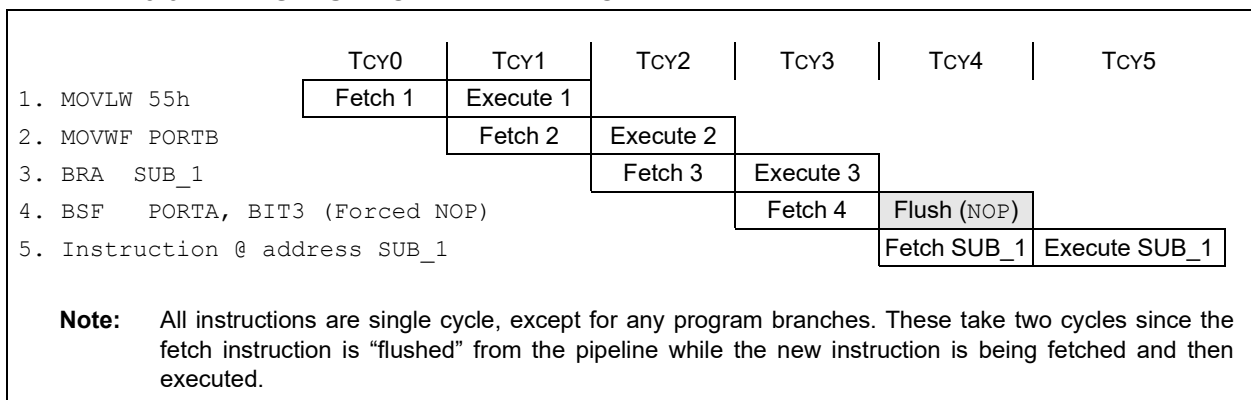 TCY0 TCY1 TCY2 TCY3 TCY4 TCY5
1. MOVLW 55h Fetch 1 Execute 1
2. MOVWF PORTB Fetch 2 Execute 2
3. BRA SUB_1 Fetch 3 Execute 3
4. BSF PORTA, BIT3 (Forced NOP) Fetch 4 Flush (NOP)
5. Instruction @ address SUB_1 Fetch SUB_1 Execute SUB_1
Note: All instructions are single cycle, except for any program branches. These take two cycles since the
fetch instruction is “flushed” from the pipeline while the new instruction is being fetched and then
executed.